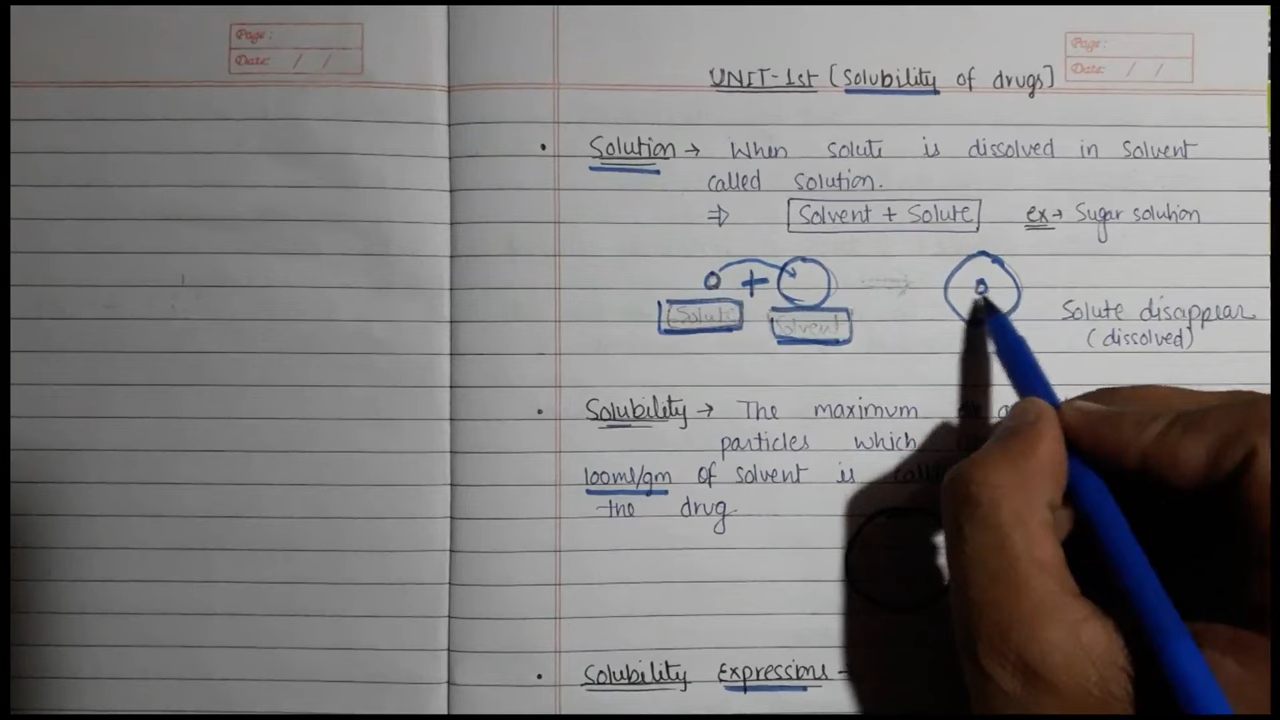 Page:
Date: / /
Page:
Date: / /
UNIT-1st [Solubility of drugs]
• Solution → When solute is dissolved in solvent
called solution.
⇒ Solvent + Solute ex→ Sugar solution
+
Solute Solvent
Solute disappear
(dissolved)
• Solubility → The maximum
particles which
100ml/gm of solvent is
the drug
• Solubility Expressions